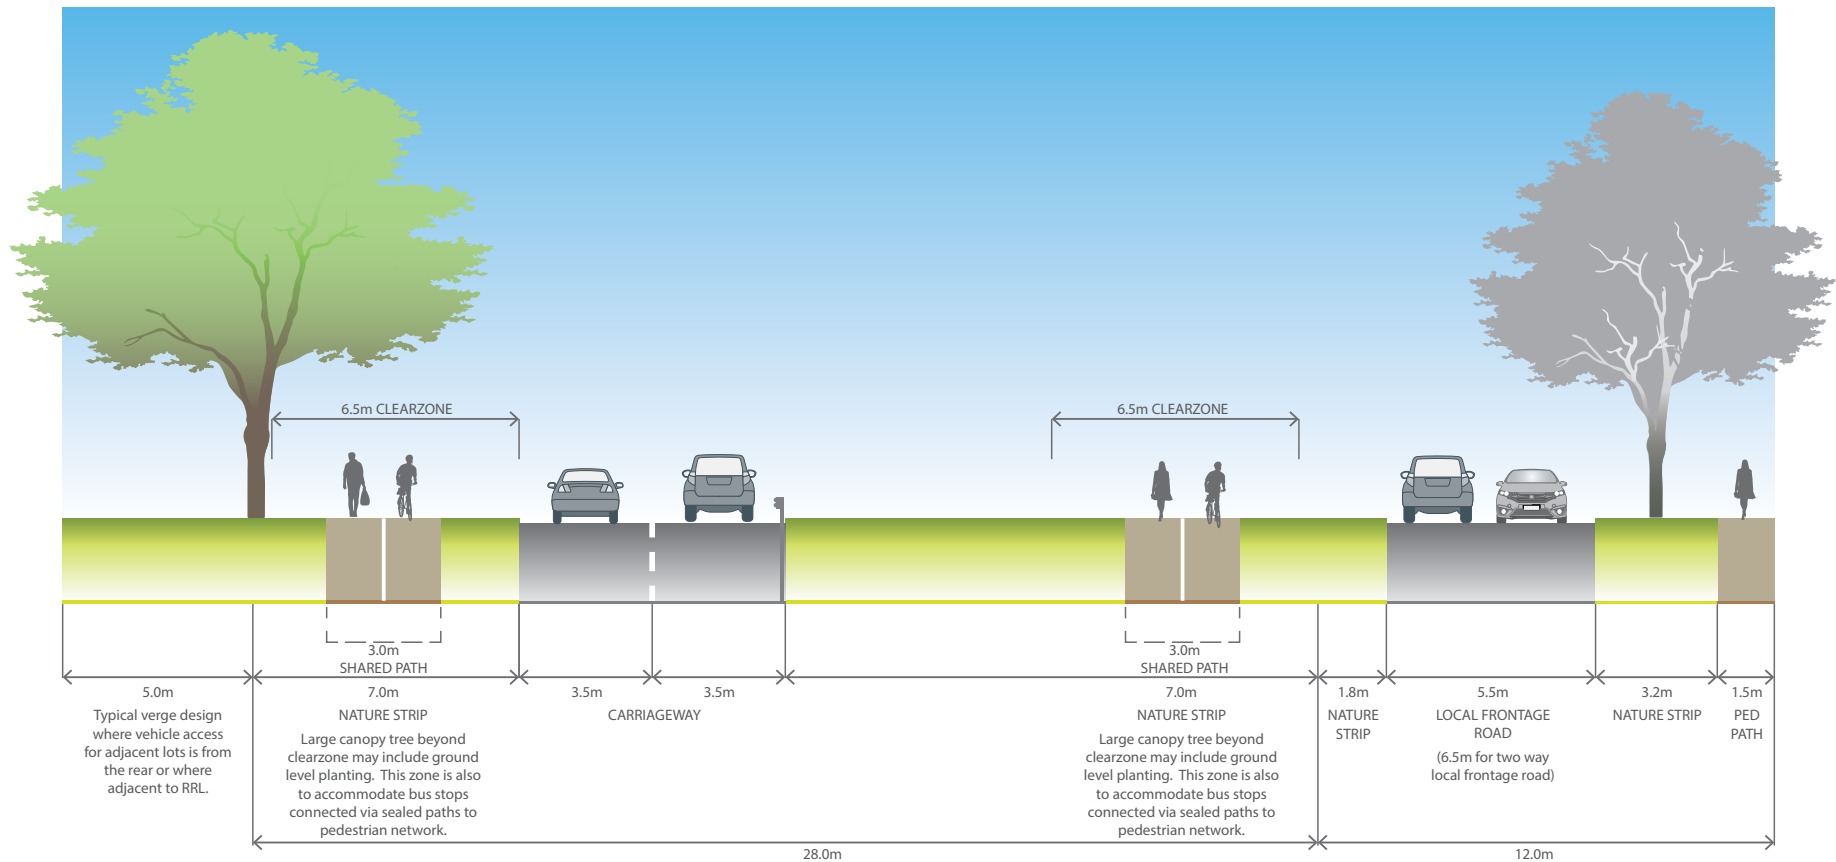 6.5m CLEARZONE
6.5m CLEARZONE
3.0m
SHARED PATH
3.0m
SHARED PATH
5.0m
Typical verge design
where vehicle access
for adjacent lots is from
the rear or where
adjacent to RRL.
7.0m
NATURE STRIP
Large canopy tree beyond
clearzone may include ground
level planting. This zone is also
to accommodate bus stops
connected via sealed paths to
pedestrian network.
3.5m
3.5m
CARRIAGEWAY
7.0m
NATURE STRIP
Large canopy tree beyond
clearzone may include ground
level planting. This zone is also
to accommodate bus stops
connected via sealed paths to
pedestrian network.
1.8m
NATURE
STRIP
5.5m
LOCAL FRONTAGE
ROAD
(6.5m for two way
local frontage road)
3.2m
NATURE STRIP
1.5m
PED
PATH
28.0m
12.0m